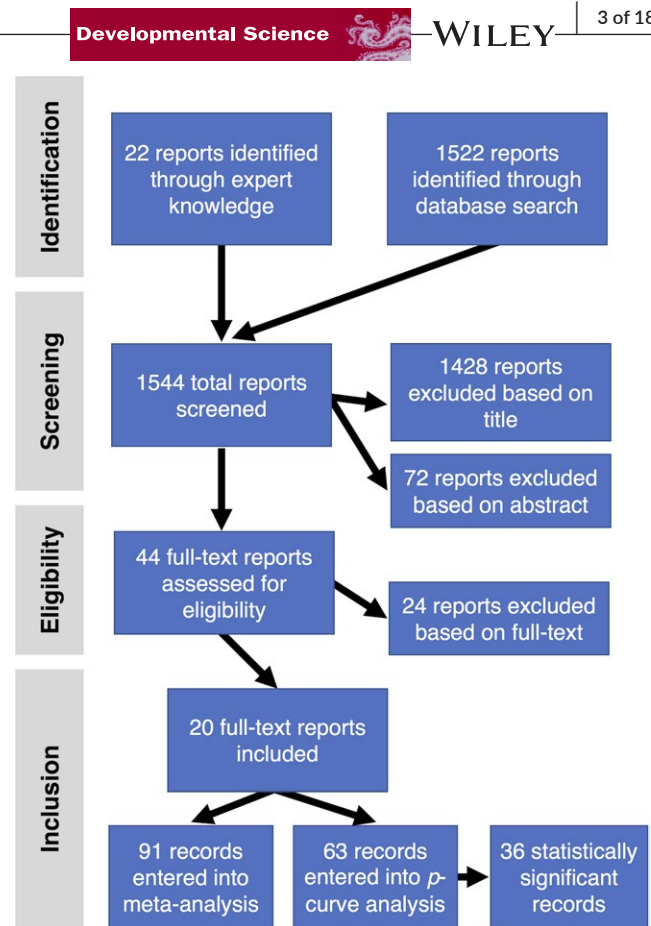 Developmental Science
WILEY
3 of 18
Identification
22 reports identified
through expert
knowledge
1522 reports
identified through
database search
Screening
1544 total reports
screened
1428 reports
excluded based on
title
72 reports excluded
based on abstract
Eligibility
44 full-text reports
assessed for
eligibility
24 reports excluded
based on full-text
Inclusion
20 full-text reports
included
91 records
entered into
meta-analysis
63 records
entered into p-
curve analysis
36 statistically
significant
records